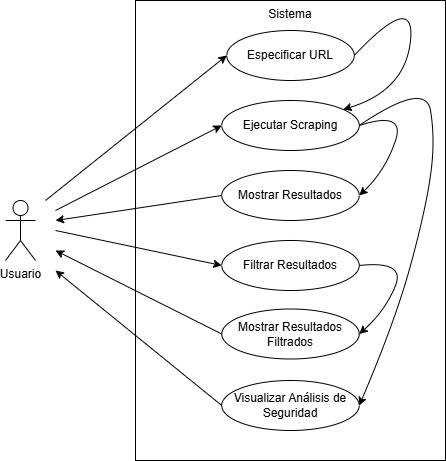 Sistema
Especificar URL
Ejecutar Scraping
Mostrar Resultados
Usuario
Filtrar Resultados
Mostrar Resultados
Filtrados
Visualizar Análisis de
Seguridad